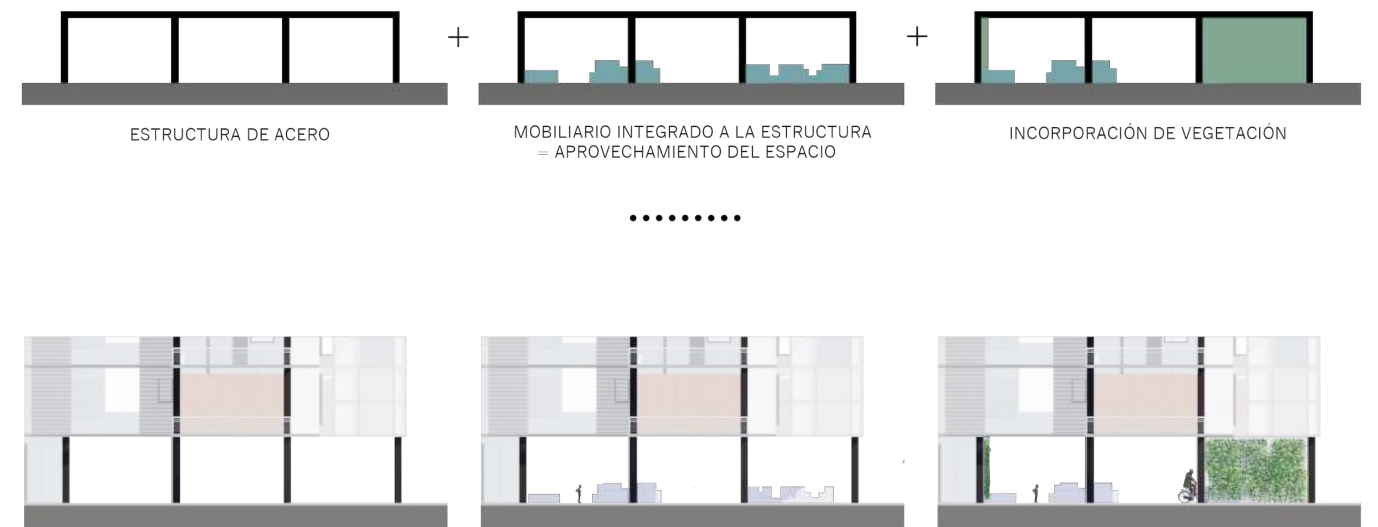 +
+
ESTRUCTURA DE ACERO
MOBILIARIO INTEGRADO A LA ESTRUCTURA
= APROVECHAMIENTO DEL ESPACIO
INCORPORACIÓN DE VEGETACIÓN